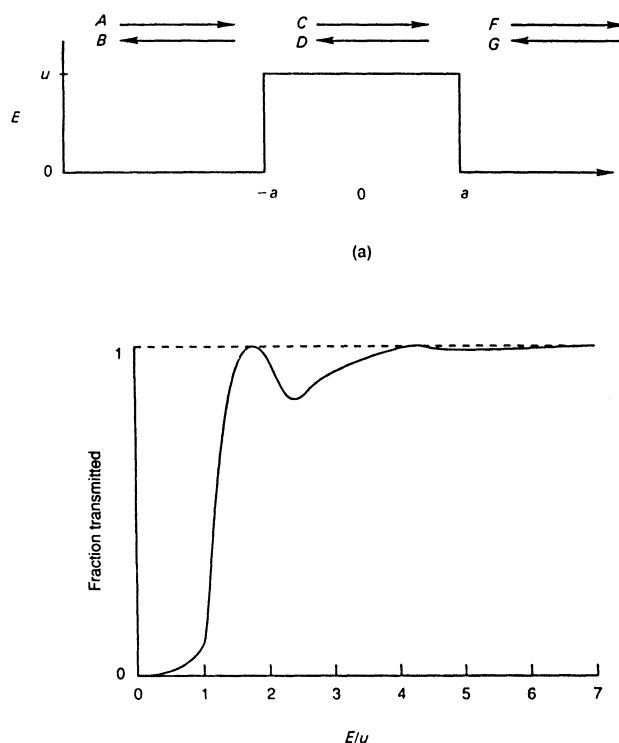 A C F
B D G
u
E
0
−a 0 a
(a)
1
Fraction transmitted
0
0 1 2 3 4 5 6 7
E/u